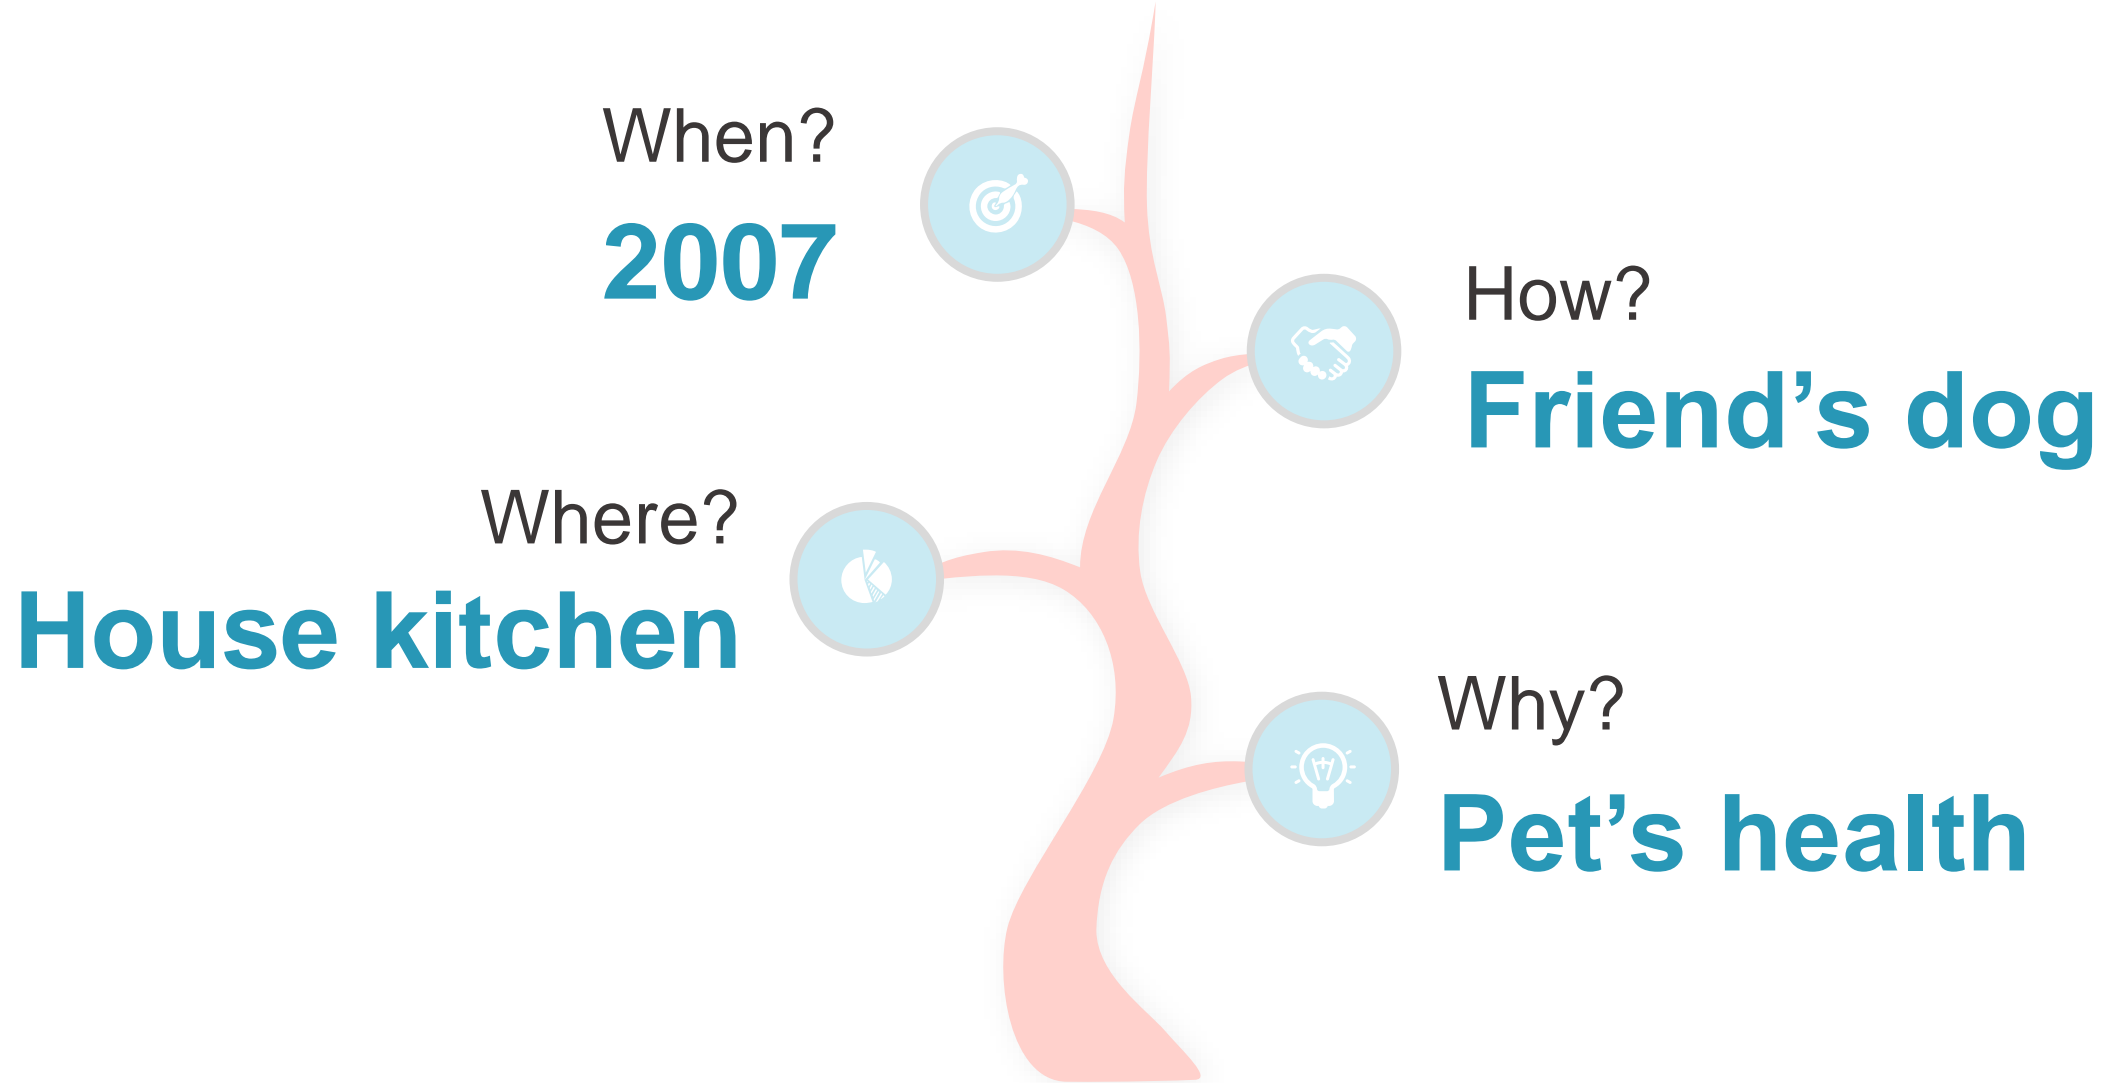 When?
2007
How?
Friend’s dog
Where?
House kitchen
Why?
Pet’s health